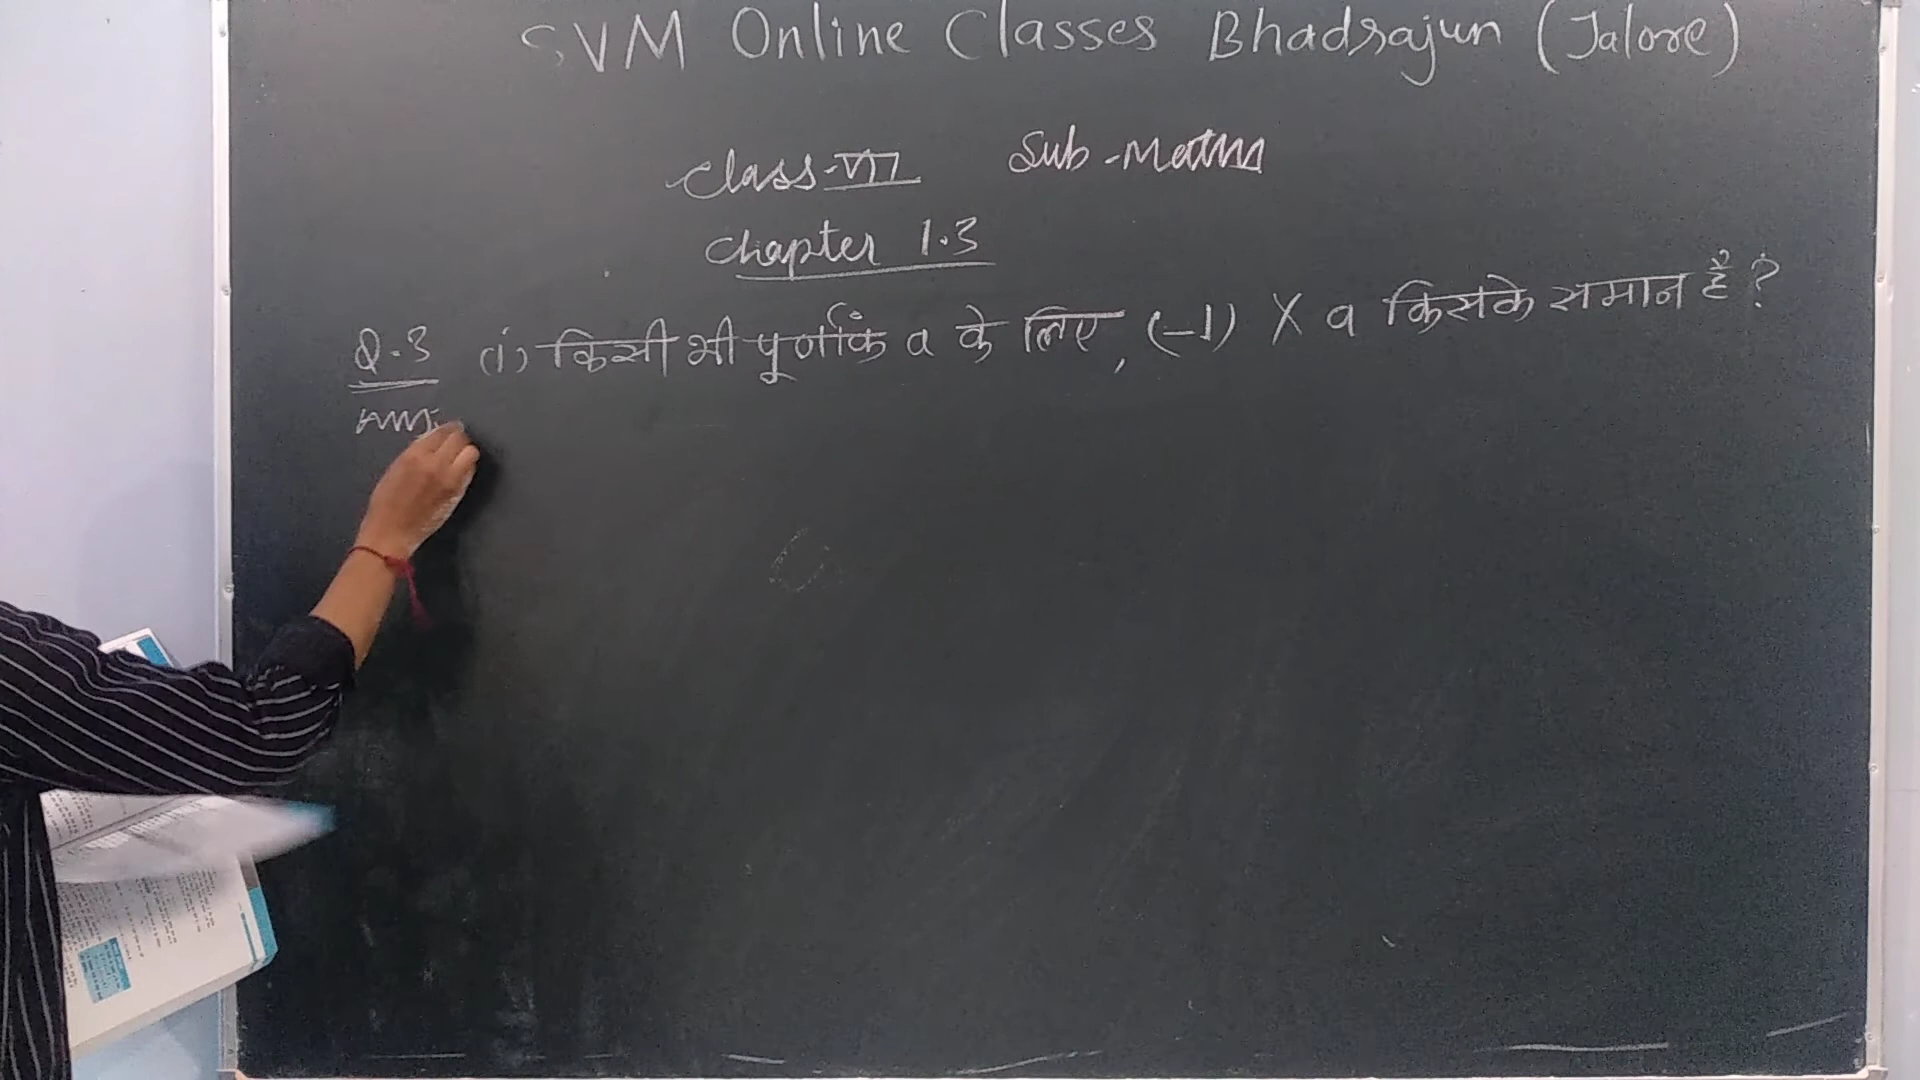 SVM Online Classes Bhadrajun (Jalore)
Class-VII Sub-Maths
Chapter 1.3
Q.3 (i) किसी भी पूर्णांक a के लिए, (-1) X a किसके समान है?
Ans.